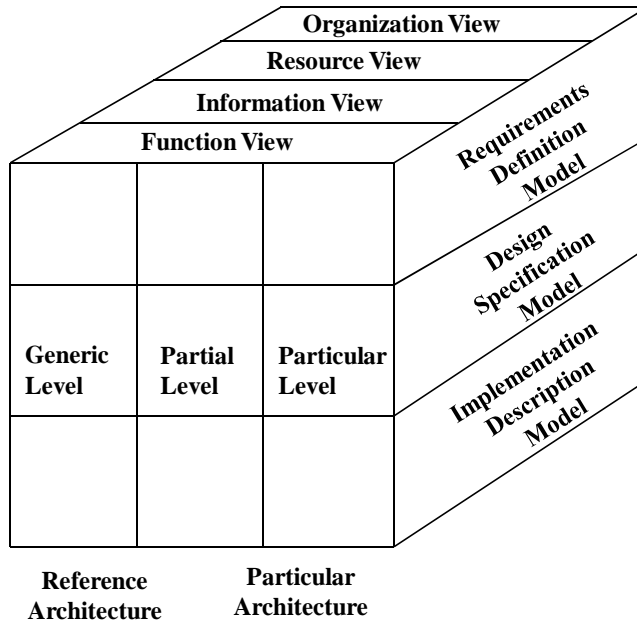 Organization View
Resource View
Information View
Function View
Requirements
Definition
Model
Design
Specification
Model
Implementation
Description
Model
Generic
Level
Partial
Level
Particular
Level
Reference
Architecture
Particular
Architecture